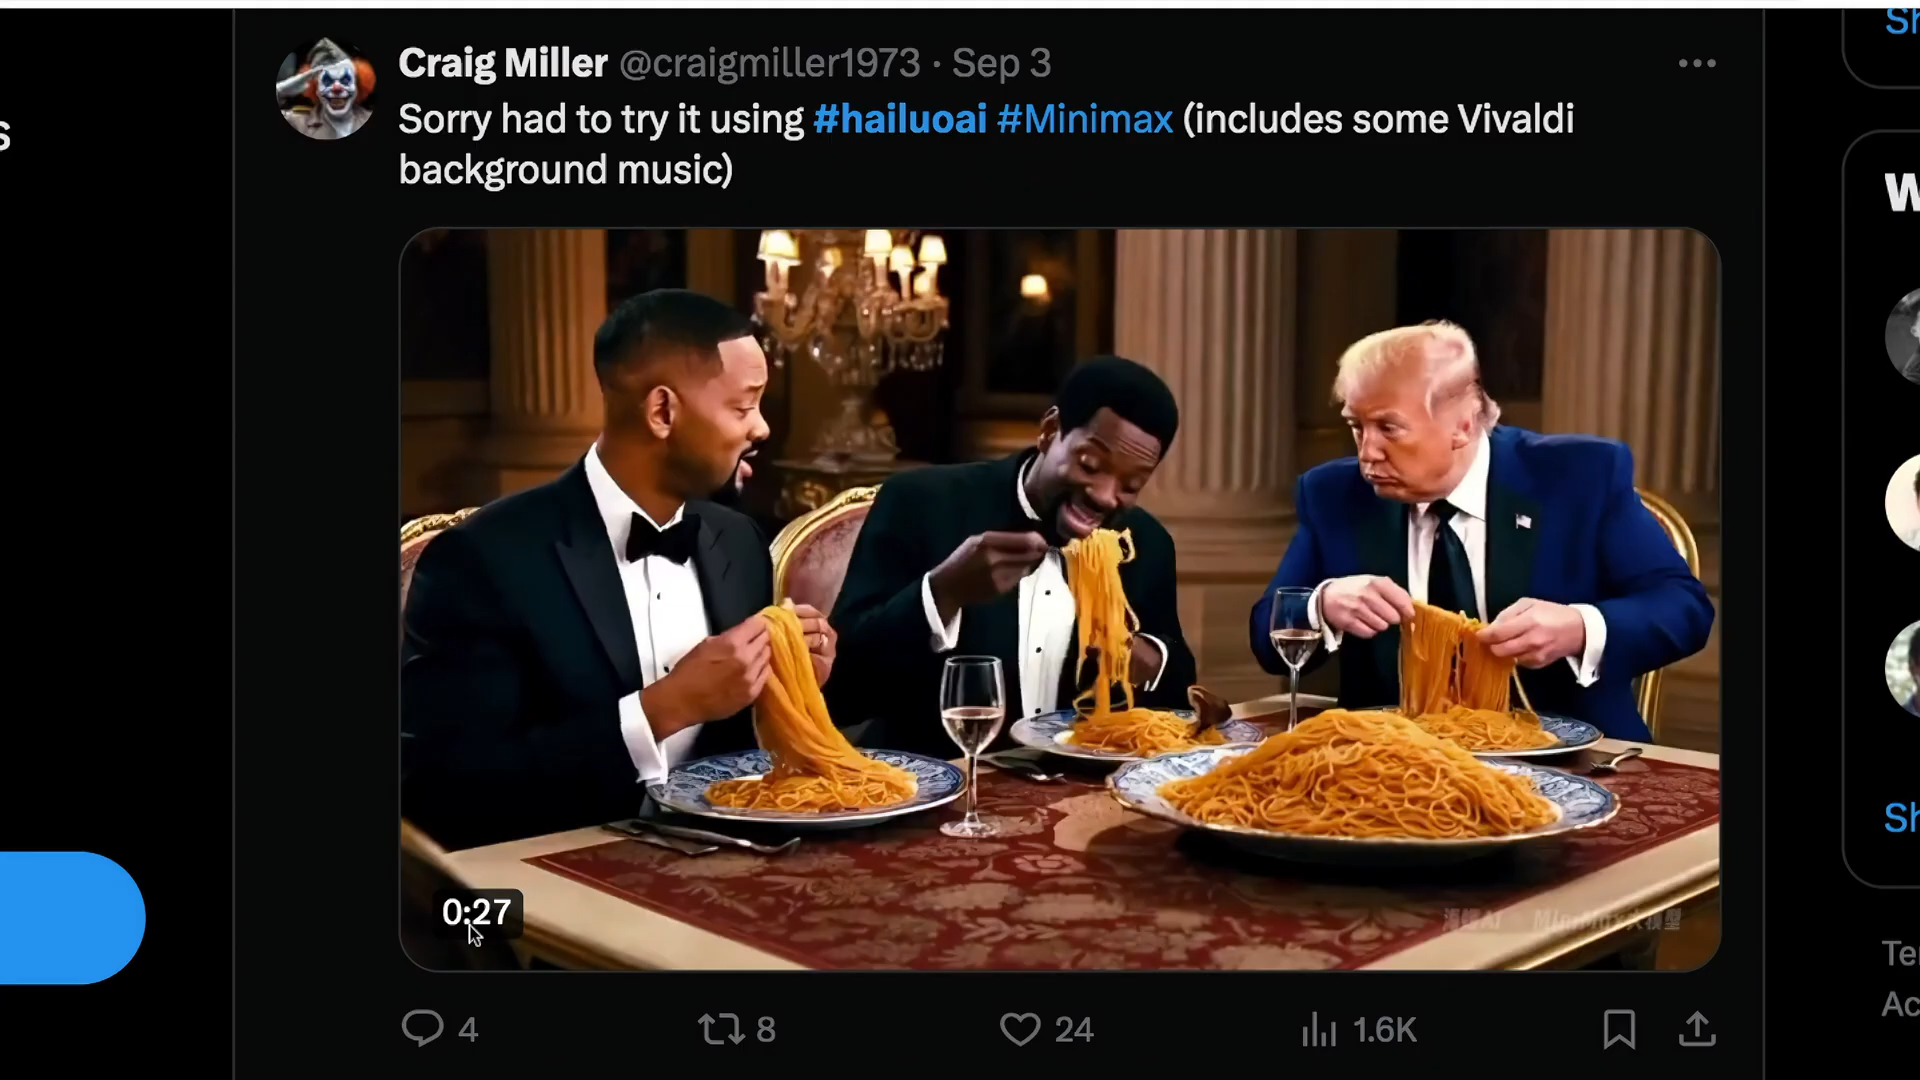 Craig Miller @craigmiller1973 · Sep 3
Sorry had to try it using #hailuoai #Minimax (includes some Vivaldi
background music)
0:27
4 8 24 1.6K